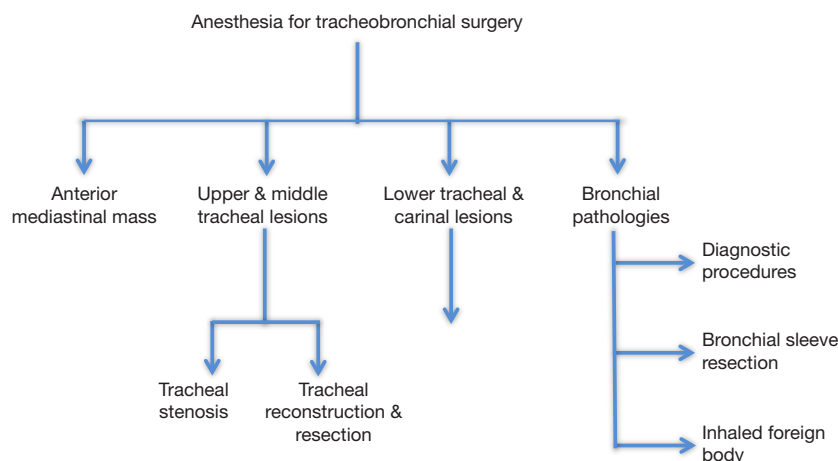 Anesthesia for tracheobronchial surgery
Anterior
mediastinal mass
Upper & middle
tracheal lesions
Lower tracheal &
carinal lesions
Bronchial
pathologies
Diagnostic
procedures
Bronchial sleeve
resection
Inhaled foreign
body
Tracheal
stenosis
Tracheal
reconstruction &
resection